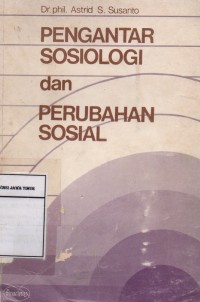 Dr. phil. Astrid S. Susanto
PENGANTAR
SOSIOLOGI
dan
PERUBAHAN
SOSIAL